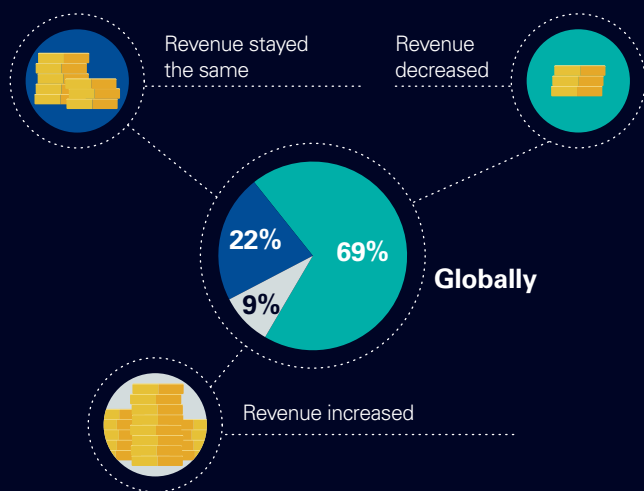 Revenue stayed
the same
Revenue
decreased
22%
69%
9%
Globally
Revenue increased